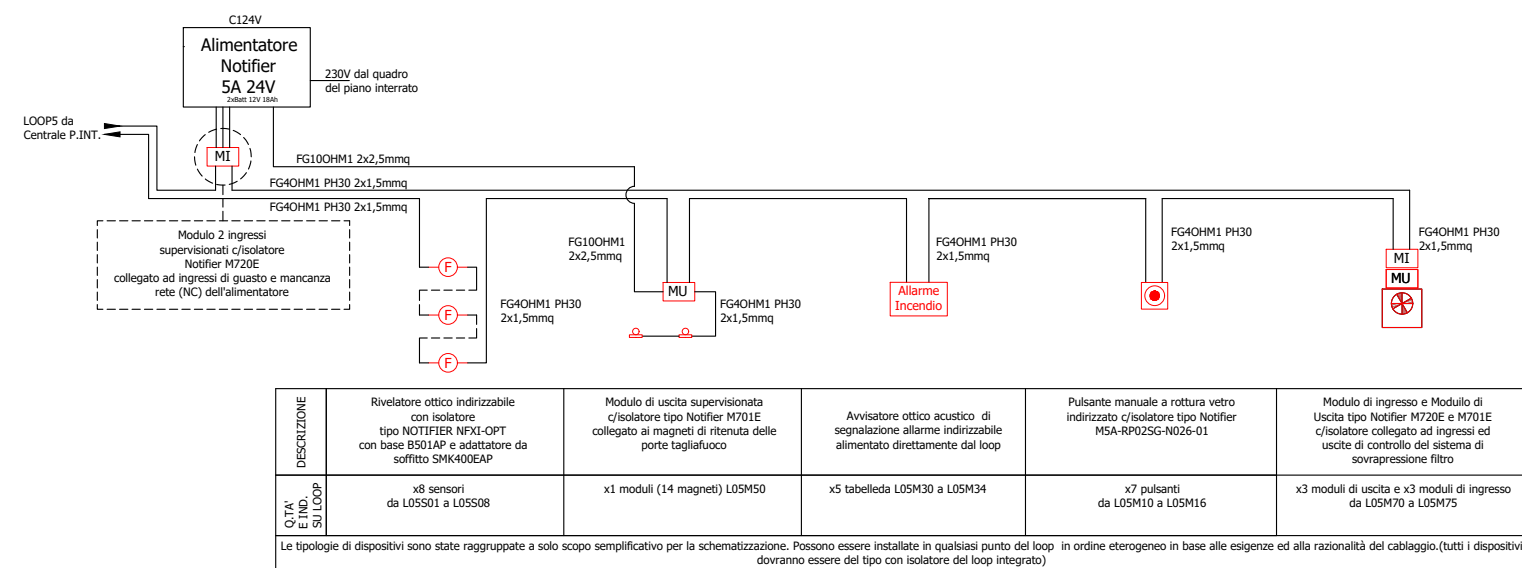 C124V
Alimentatore
Notifier
5A 24V
2xBatt 12V 18Ah
230V dal quadro
del piano interrato
LOOP5 da
Centrale P.INT.
MI
FG10OHM1 2x2,5mmq
FG4OHM1 PH30 2x1,5mmq
FG4OHM1 PH30 2x1,5mmq
Modulo 2 ingressi
supervisionati c/isolatore
Notifier M720E
collegato ad ingressi di guasto e mancanza
rete (NC) dell'alimentatore
F
F
F
FG4OHM1 PH30
2x1,5mmq
FG10OHM1
2x2,5mmq
MU
FG4OHM1 PH30
2x1,5mmq
FG4OHM1 PH30
2x1,5mmq
Allarme
Incendio
FG4OHM1 PH30
2x1,5mmq
FG4OHM1 PH30
2x1,5mmq
MI
MU
DESCRIZIONE
Rivelatore ottico indirizzabile
con isolatore
tipo NOTIFIER NFXI-OPT
con base B501AP e adattatore da
soffitto SMK400EAP
Modulo di uscita supervisionata
c/isolatore tipo Notifier M701E
collegato ai magneti di ritenuta delle
porte tagliafuoco
Avvisatore ottico acustico di
segnalazione allarme indirizzabile
alimentato direttamente dal loop
Pulsante manuale a rottura vetro
indirizzato c/isolatore tipo Notifier
M5A-RP02SG-N026-01
Modulo di ingresso e Moduilo di
Uscita tipo Notifier M720E e M701E
c/isolatore collegato ad ingressi ed
uscite di controllo del sistema di
sovrapressione filtro
Q.TA'
E IND.
SU LOOP
x8 sensori
da L05S01 a L05S08
x1 moduli (14 magneti) L05M50
x5 tabelleda L05M30 a L05M34
x7 pulsanti
da L05M10 a L05M16
x3 moduli di uscita e x3 moduli di ingresso
da L05M70 a L05M75
Le tipologie di dispositivi sono state raggruppate a solo scopo semplificativo per la schematizzazione. Possono essere installate in qualsiasi punto del loop in ordine eterogeneo in base alle esigenze ed alla razionalità del cablaggio.(tutti i dispositivi
dovranno essere del tipo con isolatore del loop integrato)